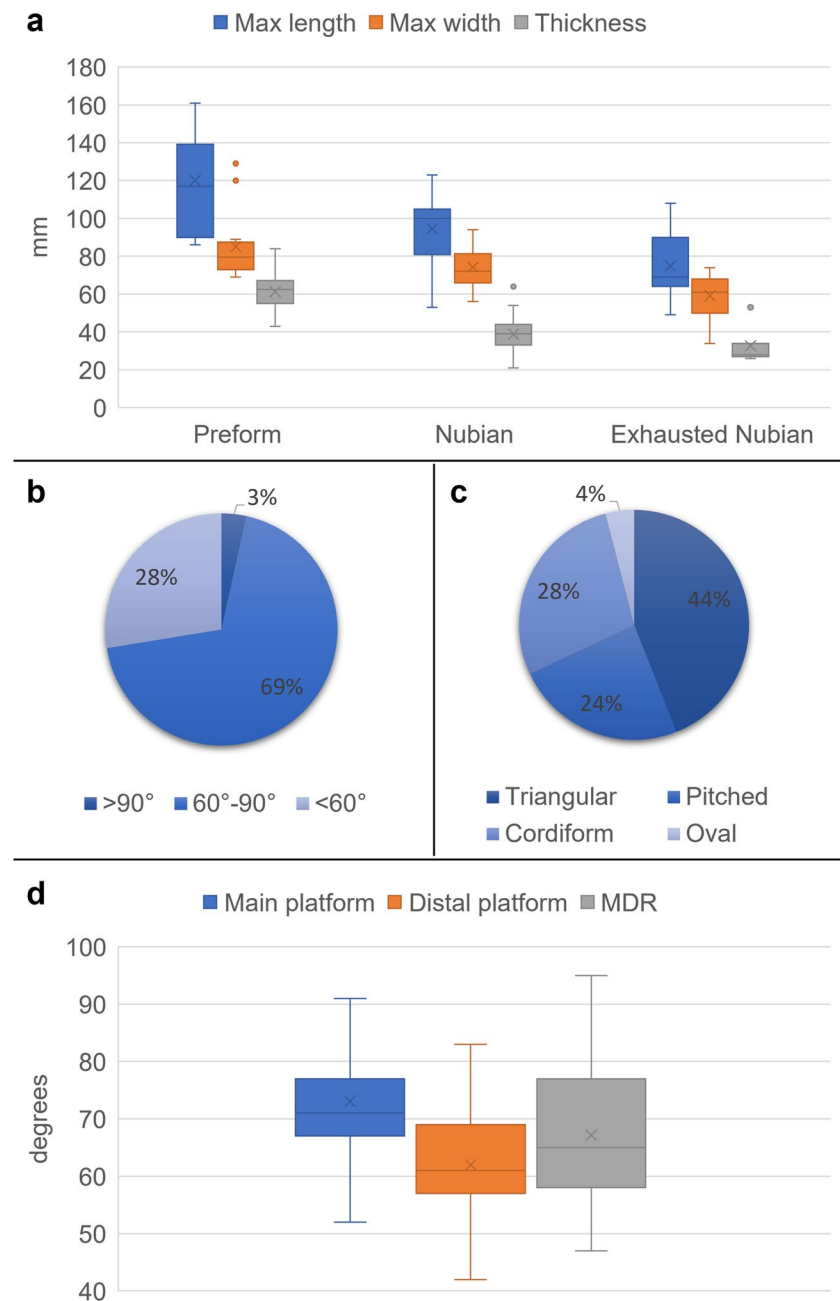 a
Max length Max width Thickness
180
160
140
120
100
80
60
40
20
0
mm
Preform Nubian Exhausted Nubian
b
3%
28%
69%
>90° 60°-90° <60°
c
4%
28%
44%
24%
Triangular Pitched
Cordiform Oval
d
Main platform Distal platform MDR
100
90
80
70
60
50
40
degrees